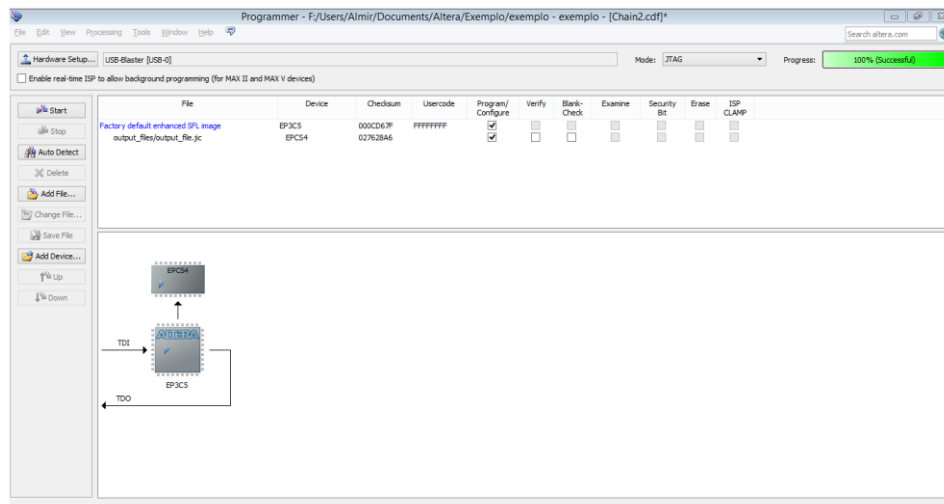 Programmer - F:/Users/Almir/Documents/Altera/Exemplo/exemplo - exemplo - [Chain2.cdf]*
File Edit View Processing Tools Window Help
Search altera.com
Hardware Setup... USB-Blaster [USB-0] Mode: JTAG Progress: 100% (Successful)
Enable real-time ISP to allow background programming (for MAX II and MAX V devices)
Start
Stop
Auto Detect
Delete
Add File...
Change File...
Save File
Add Device...
Up
Down
File Device Checksum Usercode Program/ Configure Verify Blank- Check Examine Security Bit Erase ISP CLAMP
Factory default enhanced SFL image EP3C5 000CD67F FFFFFFFF
output_files/output_file.jic EPCS4 027628A6
EPCS4
TDI
ALTERA
EP3C5
TDO